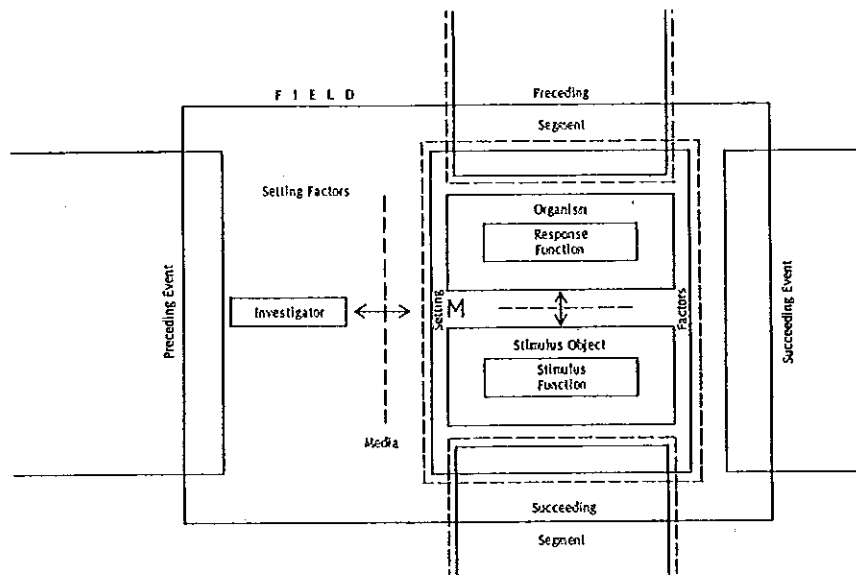 FIELD
Preceding
Segment
Setting Factors
Organism
Response
Function
Preceding Event
Investigator
Setting
M
Factors
Succeeding Event
Stimulus Object
Stimulus
Function
Media
Succeeding
Segment